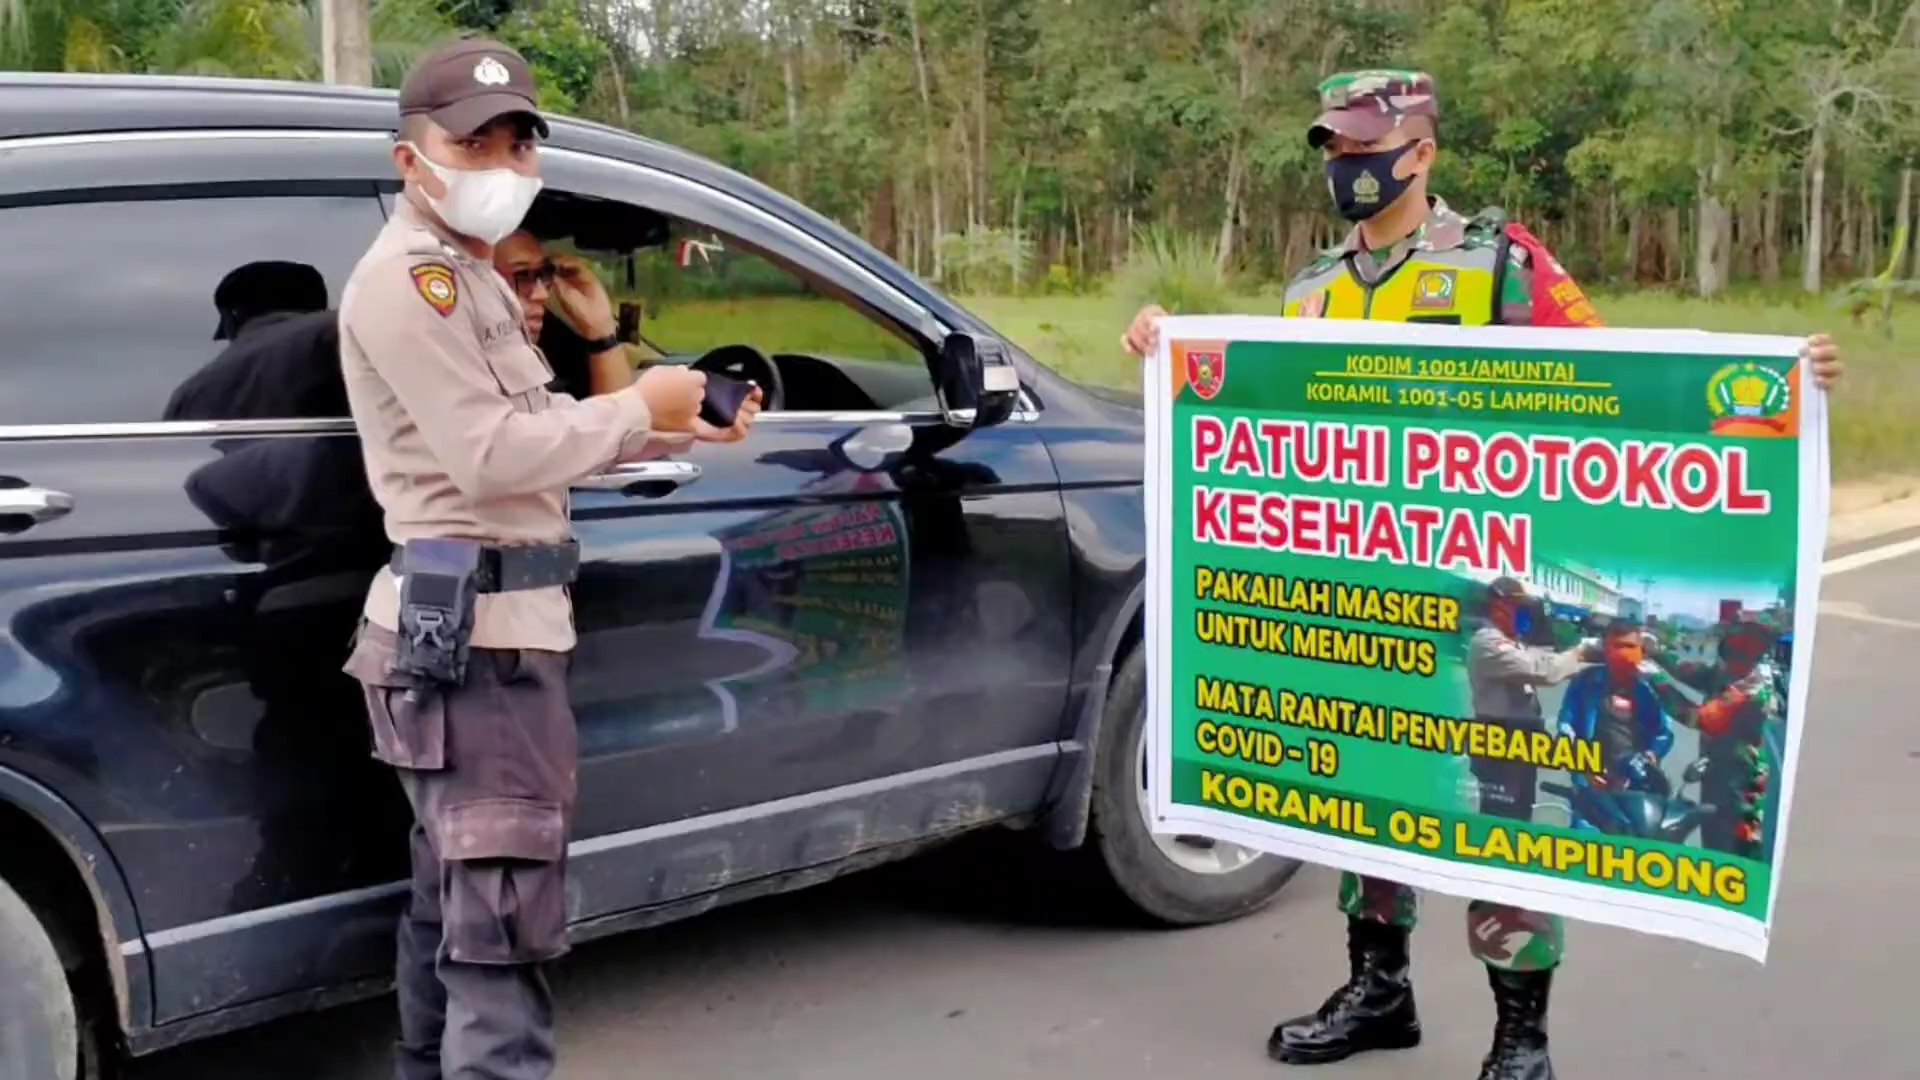 KODIM 1001/AMUNTAI
KORAMIL 1001-05 LAMPIHONG
PATUHI PROTOKOL
KESEHATAN
PAKAILAH MASKER
UNTUK MEMUTUS
MATA RANTAI PENYEBARAN
COVID - 19
KORAMIL 05 LAMPIHONG